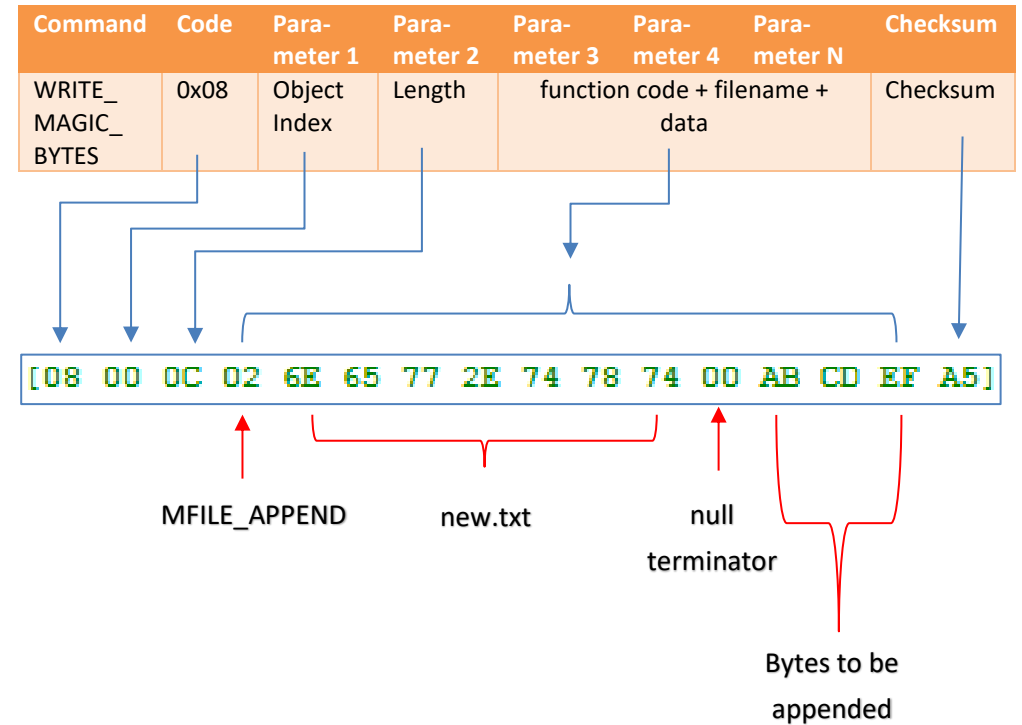 Command Code Para- Para- Para- Para- Para- Checksum
meter 1 meter 2 meter 3 meter 4 meter N
WRITE_ 0x08 Object Length function code + filename + Checksum
MAGIC_ Index data
BYTES
[08 00 0C 02 6E 65 77 2E 74 78 74 00 AB CD EF A5]
MFILE_APPEND new.txt null
terminator
Bytes to be
appended